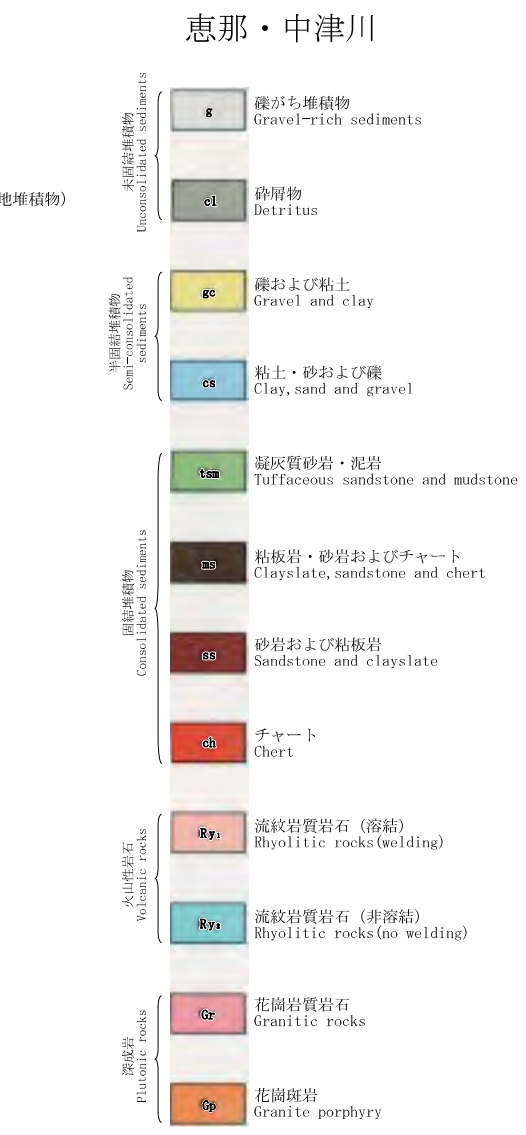 恵那・中津川
地堆積物）
未固結堆積物
Unconsolidated sediments
g
礫がち堆積物
Gravel-rich sediments
cl
砕屑物
Detritus
半固結堆積物
Semi-consolidated
sediments
gc
礫および粘土
Gravel and clay
cs
粘土・砂および礫
Clay,sand and gravel
固結堆積物
Consolidated sediments
tsm
凝灰質砂岩・泥岩
Tuffaceous sandstone and mudstone
ms
粘板岩・砂岩およびチャート
Clayslate,sandstone and chert
ss
砂岩および粘板岩
Sandstone and clayslate
ch
チャート
Chert
火山性岩石
Volcanic rocks
Ry₁
流紋岩質岩石（溶結）
Rhyolitic rocks(welding)
Ry₂
流紋岩質岩石（非溶結）
Rhyolitic rocks(no welding)
深成岩
Plutonic rocks
Gr
花崗岩質岩石
Granitic rocks
Gp
花崗斑岩
Granite porphyry